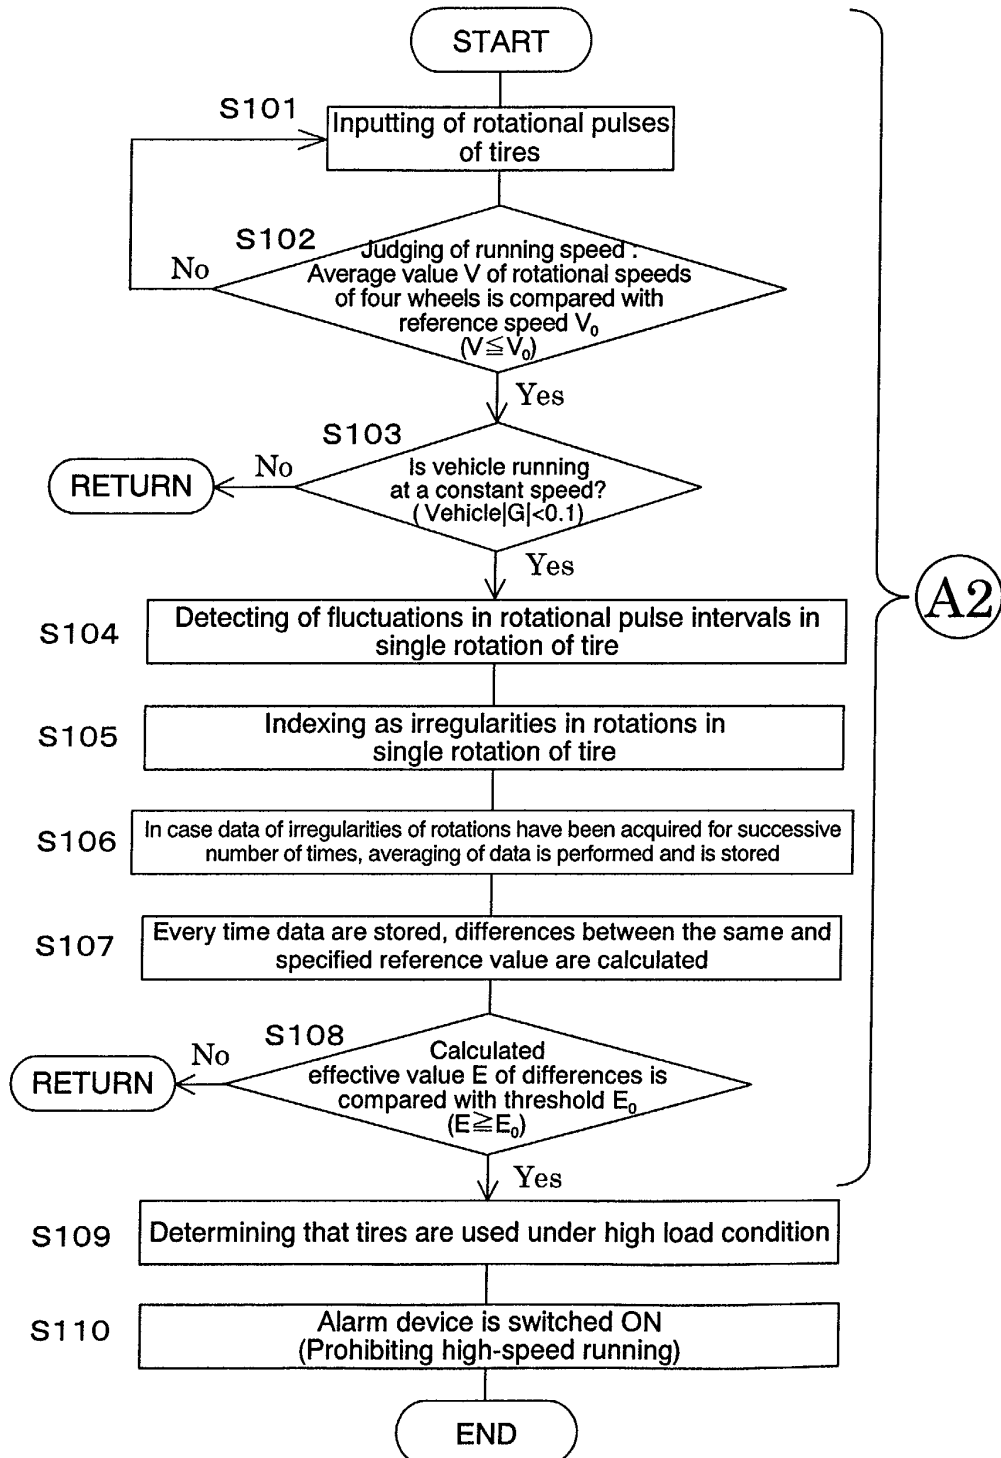 START
S101
Inputting of rotational pulses
of tires
S102
No
Judging of running speed :
Average value V of rotational speeds
of four wheels is compared with
reference speed V₀
(V≦V₀)
Yes
S103
No
RETURN
Is vehicle running
at a constant speed?
(Vehicle|G|<0.1)
Yes
A2
S104
Detecting of fluctuations in rotational pulse intervals in
single rotation of tire
S105
Indexing as irregularities in rotations in
single rotation of tire
S106
In case data of irregularities of rotations have been acquired for successive
number of times, averaging of data is performed and is stored
S107
Every time data are stored, differences between the same and
specified reference value are calculated
S108
No
RETURN
Calculated
effective value E of differences is
compared with threshold E₀
(E≧E₀)
Yes
S109
Determining that tires are used under high load condition
S110
Alarm device is switched ON
(Prohibiting high-speed running)
END